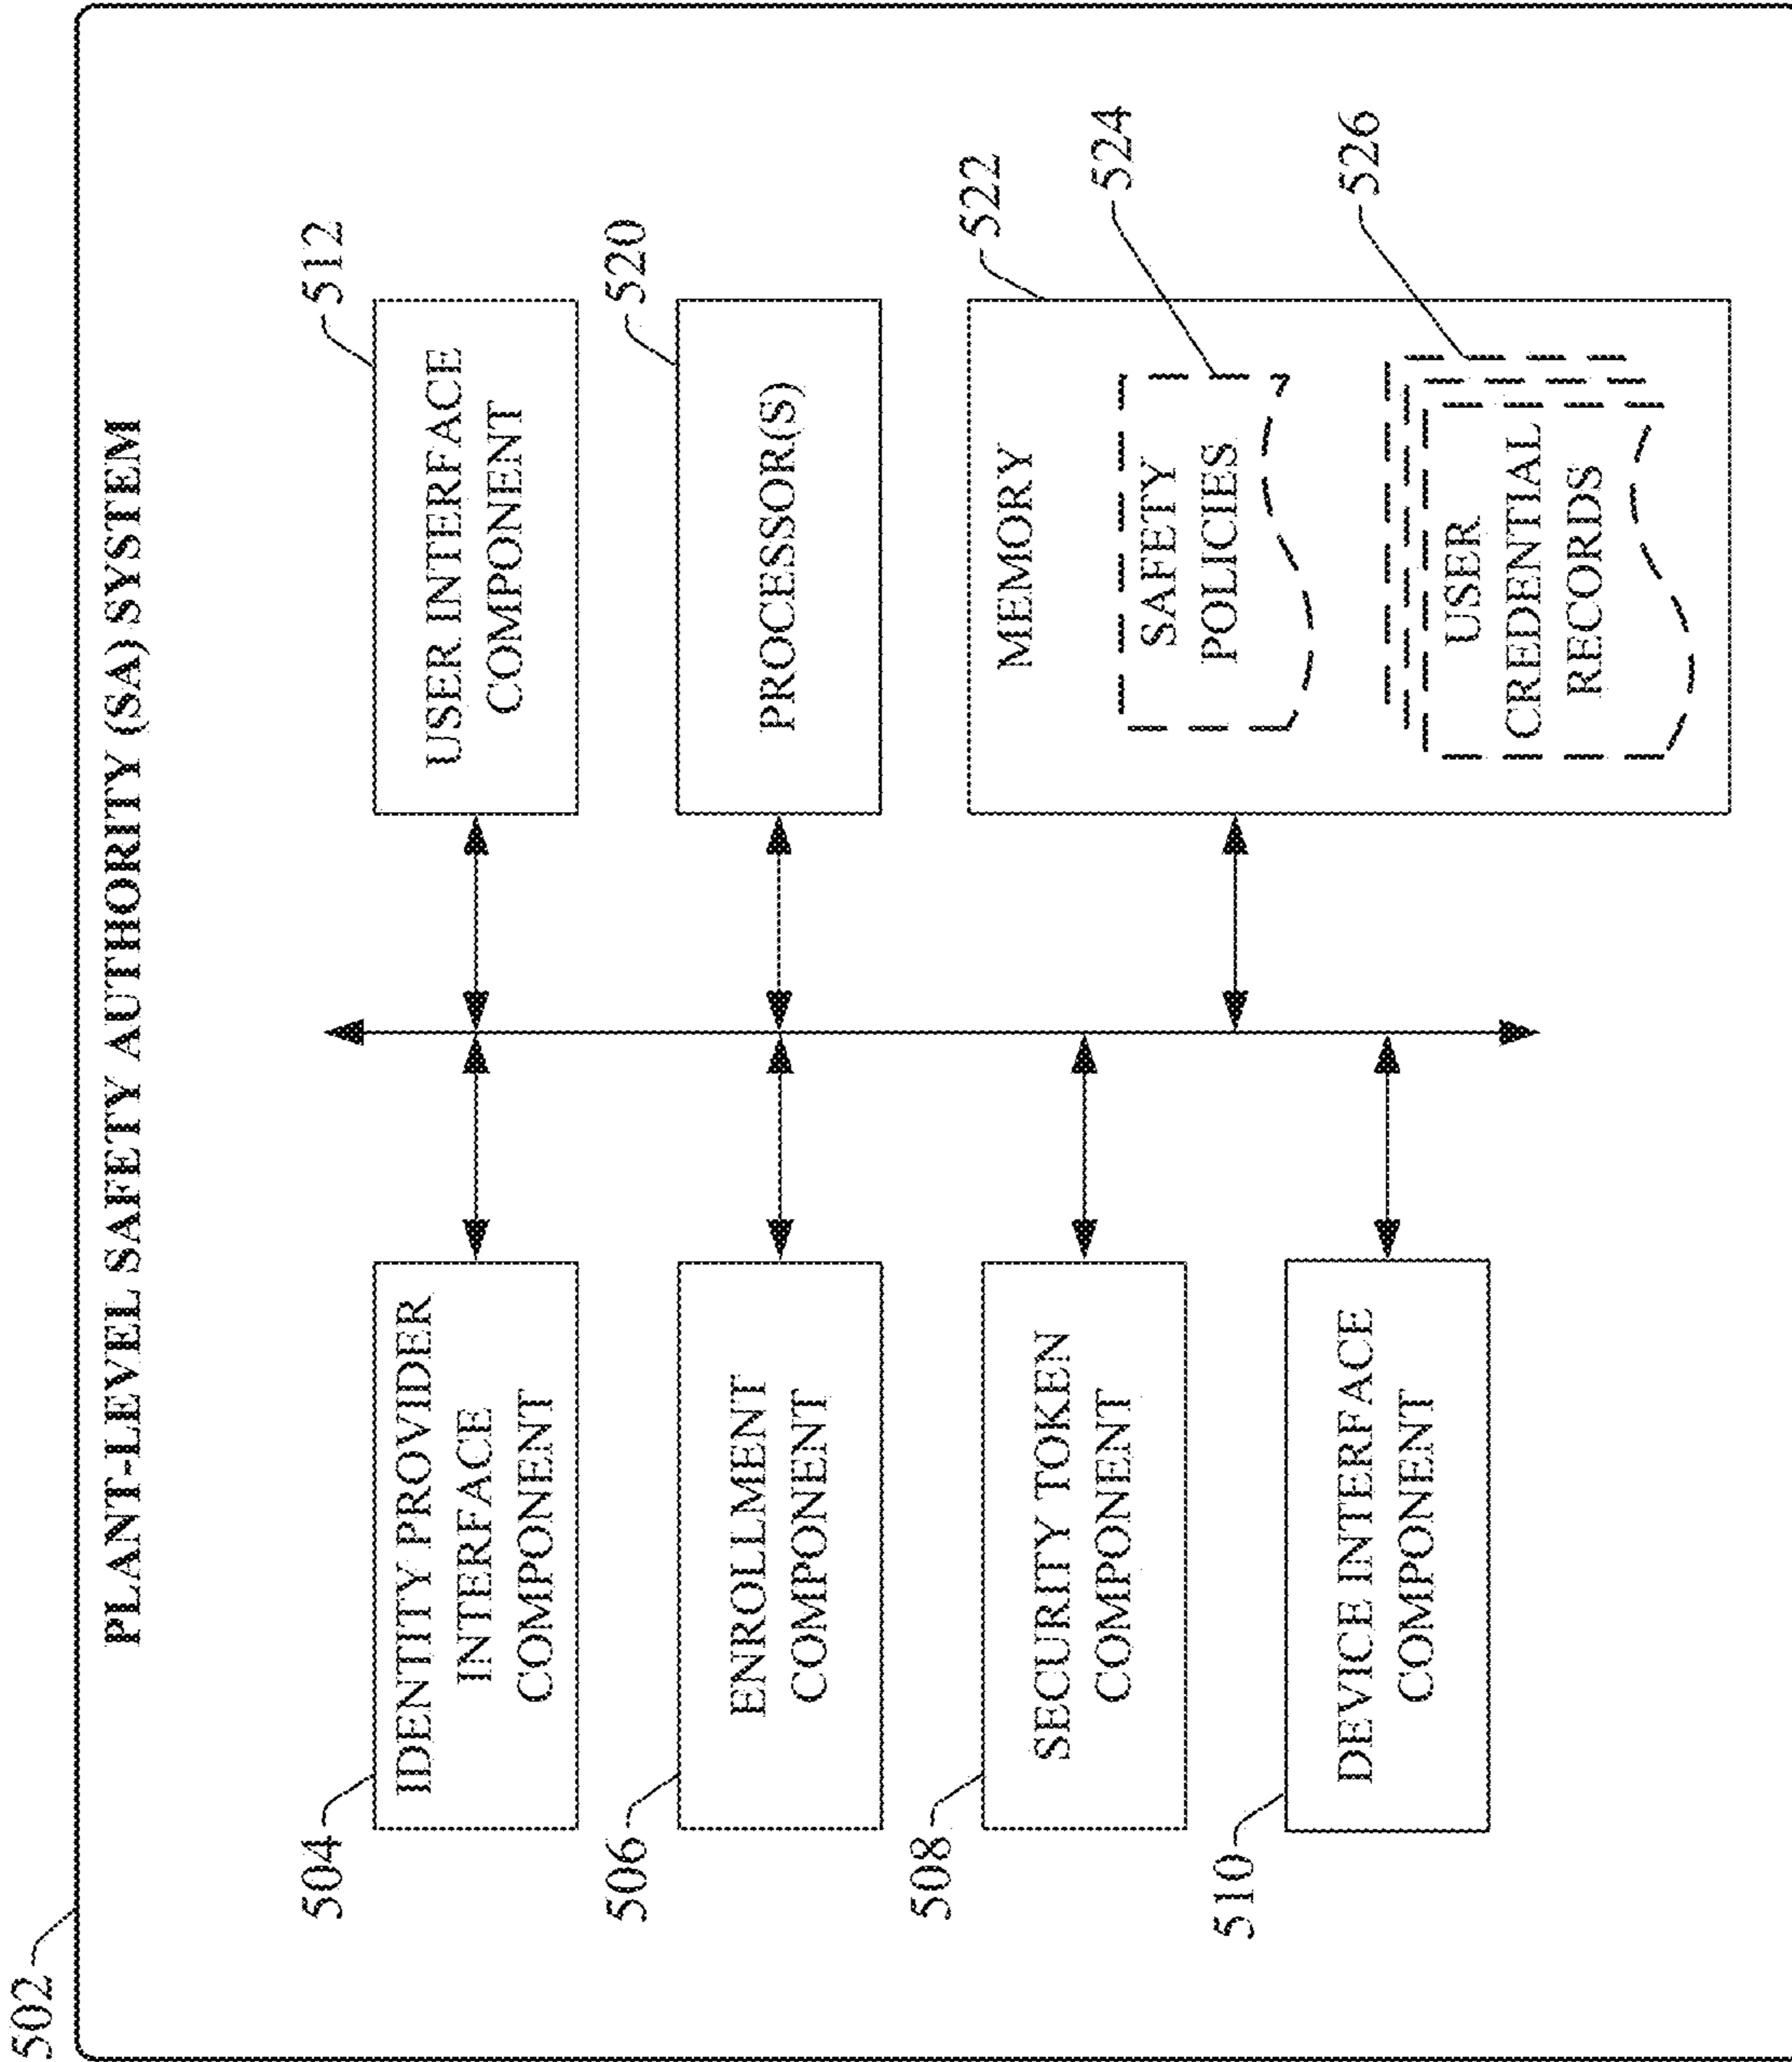 502
PLANT-LEVEL SAFETY AUTHORITY (SA) SYSTEM
504
IDENTITY PROVIDER
INTERFACE
COMPONENT
506
ENROLLMENT
COMPONENT
508
SECURITY TOKEN
COMPONENT
510
DEVICE INTERFACE
COMPONENT
512
USER INTERFACE
COMPONENT
520
PROCESSOR(S)
522
MEMORY
524
SAFETY
POLICIES
526
USER
CREDENTIAL
RECORDS